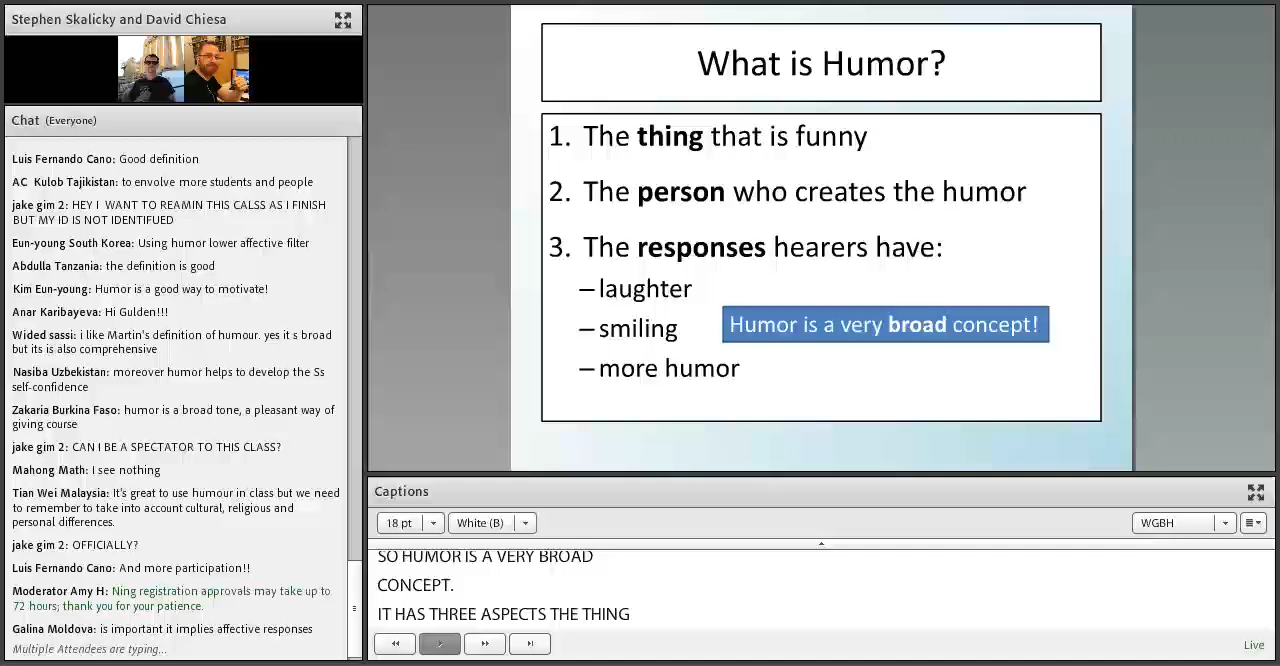 Stephen Skalicky and David Chiesa
Chat (Everyone)
Luis Fernando Cano: Good definition
AC Kulob Tajikistan: to envolve more students and people
jake gim 2: HEY I WANT TO REAMIN THIS CALSS AS I FINISH
BUT MY ID IS NOT IDENTIFUED
Eun-young South Korea: Using humor lower affective filter
Abdulla Tanzania: the definition is good
Kim Eun-young: Humor is a good way to motivate!
Anar Karibayeva: Hi Gulden!!!
Wided sassi: i like Martin's definition of humour. yes it s broad
but its is also comprehensive
Nasiba Uzbekistan: moreover humor helps to develop the Ss
self-confidence
Zakaria Burkina Faso: humor is a broad tone, a pleasant way of
giving course
jake gim 2: CAN I BE A SPECTATOR TO THIS CLASS?
Mahong Math: I see nothing
Tian Wei Malaysia: It's great to use humour in class but we need
to remember to take into account cultural, religious and
personal differences.
jake gim 2: OFFICIALLY?
Luis Fernando Cano: And more participation!!
Moderator Amy H: Ning registration approvals may take up to
72 hours; thank you for your patience.
Galina Moldova: is important it implies affective responses
Multiple Attendees are typing...
What is Humor?
1. The thing that is funny
2. The person who creates the humor
3. The responses hearers have:
– laughter
– smiling
– more humor
Humor is a very broad concept!
Captions
18 pt
White (B)
WGBH
SO HUMOR IS A VERY BROAD
CONCEPT.
IT HAS THREE ASPECTS THE THING
Live